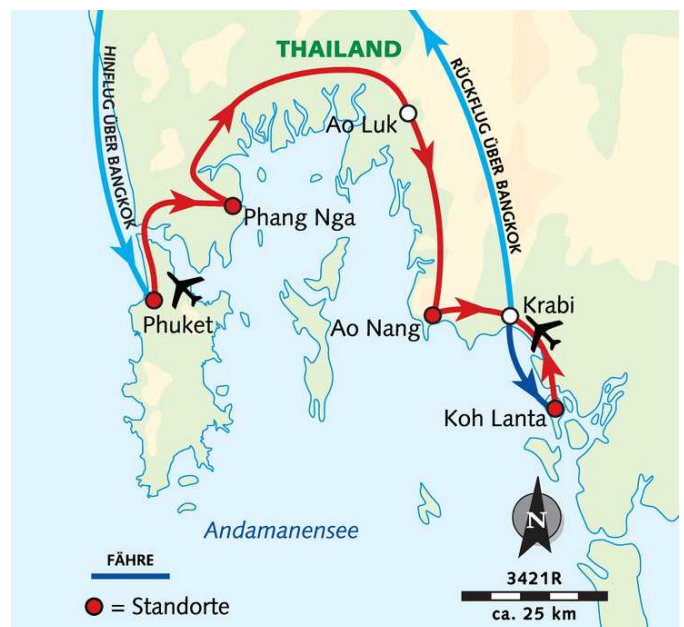 THAILAND
HINFLUG ÜBER BANGKOK
RÜCKFLUG ÜBER BANGKOK
Ao Luk
Phang Nga
Phuket
Ao Nang
Krabi
Koh Lanta
Andamanensee
N
FÄHRE
= Standorte
3421R
ca. 25 km